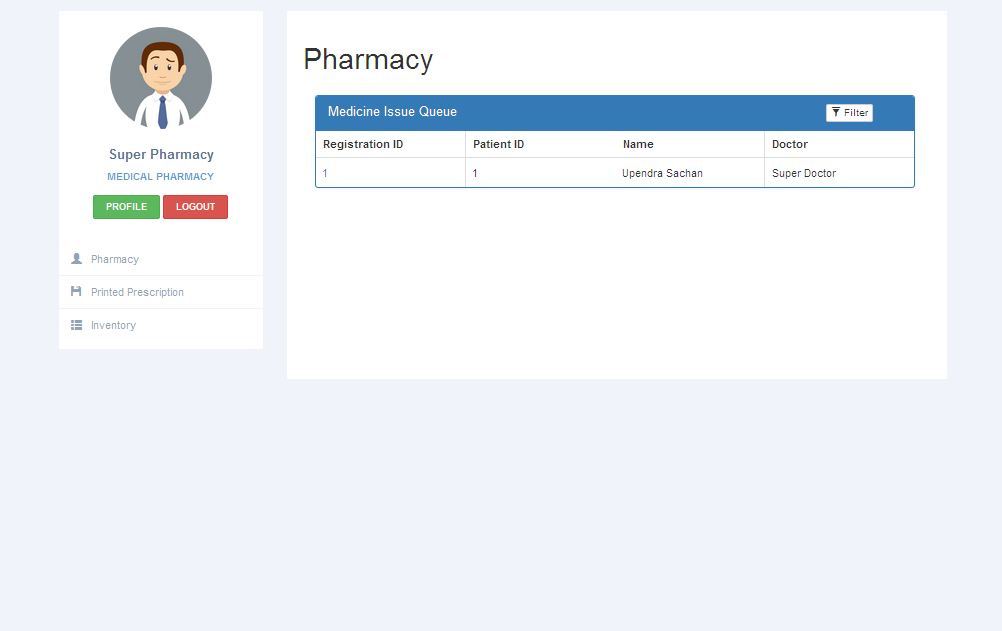 Super Pharmacy
MEDICAL PHARMACY
PROFILE LOGOUT
Pharmacy
Printed Prescription
Inventory
Pharmacy
Medicine Issue Queue Filter
Registration ID Patient ID Name Doctor
1 1 Upendra Sachan Super Doctor